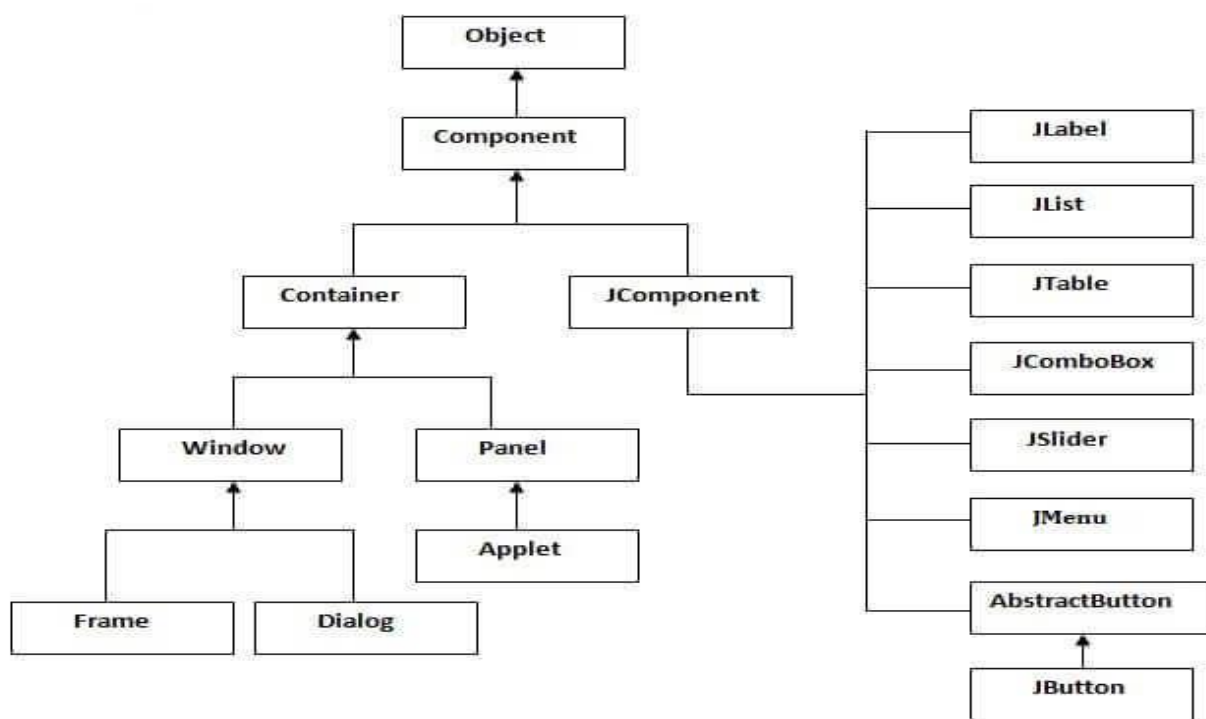 Object
Component
Container
JComponent
Window
Panel
Applet
Frame
Dialog
JLabel
JList
JTable
JComboBox
JSlider
JMenu
AbstractButton
JButton